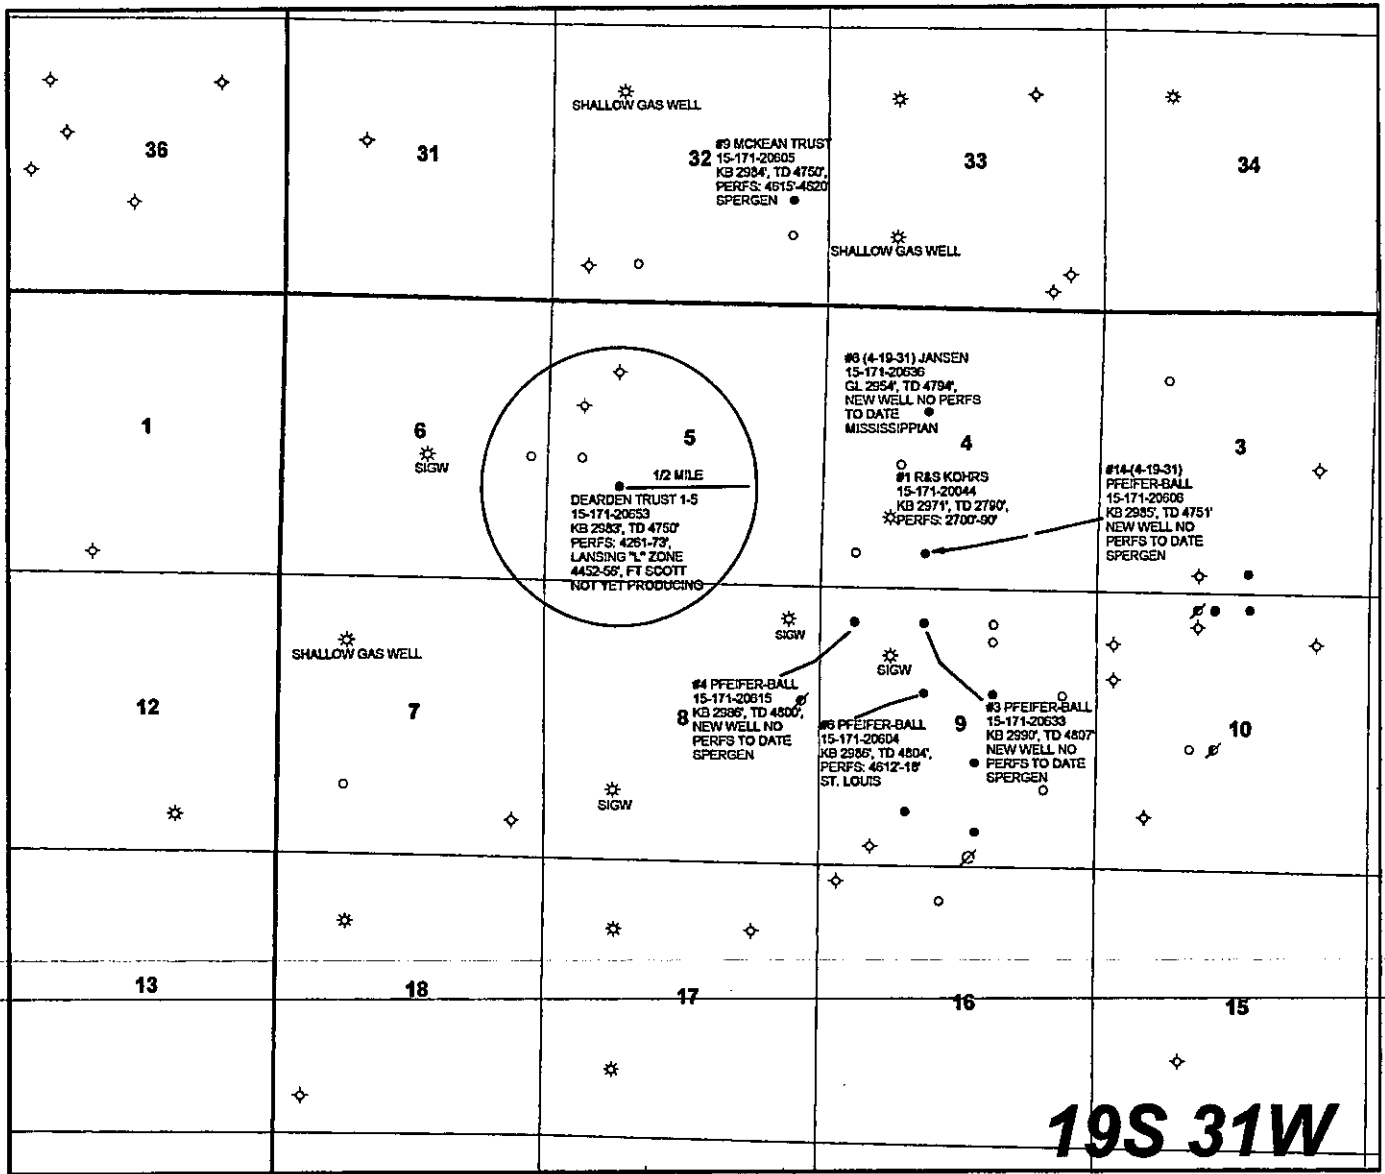 SHALLOW GAS WELL
36
31
32
#9 MCKEAN TRUST
15-171-20605
KB 2984', TD 4750',
PERFS: 4615'-4620'
SPERGEN
33
34
SHALLOW GAS WELL
1
6
SIGW
5
1/2 MILE
DEARDEN TRUST 1-5
15-171-20653
KB 2983', TD 4750'
PERFS: 4261-73',
LANSING "L" ZONE
4452-56', FT SCOTT
NOT YET PRODUCING
#6 (4-19-31) JANSEN
15-171-20636
GL 2954', TD 4794',
NEW WELL NO PERFS
TO DATE
MISSISSIPPIAN
4
#1 R&S KOHRS
15-171-20044
KB 2971', TD 2790',
PERFS: 2700'-90'
3
#14-(4-19-31)
PFEIFER-BALL
15-171-20606
KB 2985', TD 4751'
NEW WELL NO
PERFS TO DATE
SPERGEN
SHALLOW GAS WELL
12
7
SIGW
8
#4 PFEIFER-BALL
15-171-20615
KB 2986', TD 4800',
NEW WELL NO
PERFS TO DATE
SPERGEN
SIGW
SIGW
#6 PFEIFER-BALL
15-171-20604
KB 2986', TD 4804',
PERFS: 4612'-18'
ST. LOUIS
9
#3 PFEIFER-BALL
15-171-20633
KB 2990', TD 4807'
NEW WELL NO
PERFS TO DATE
SPERGEN
10
13
18
17
16
15
19S 31W